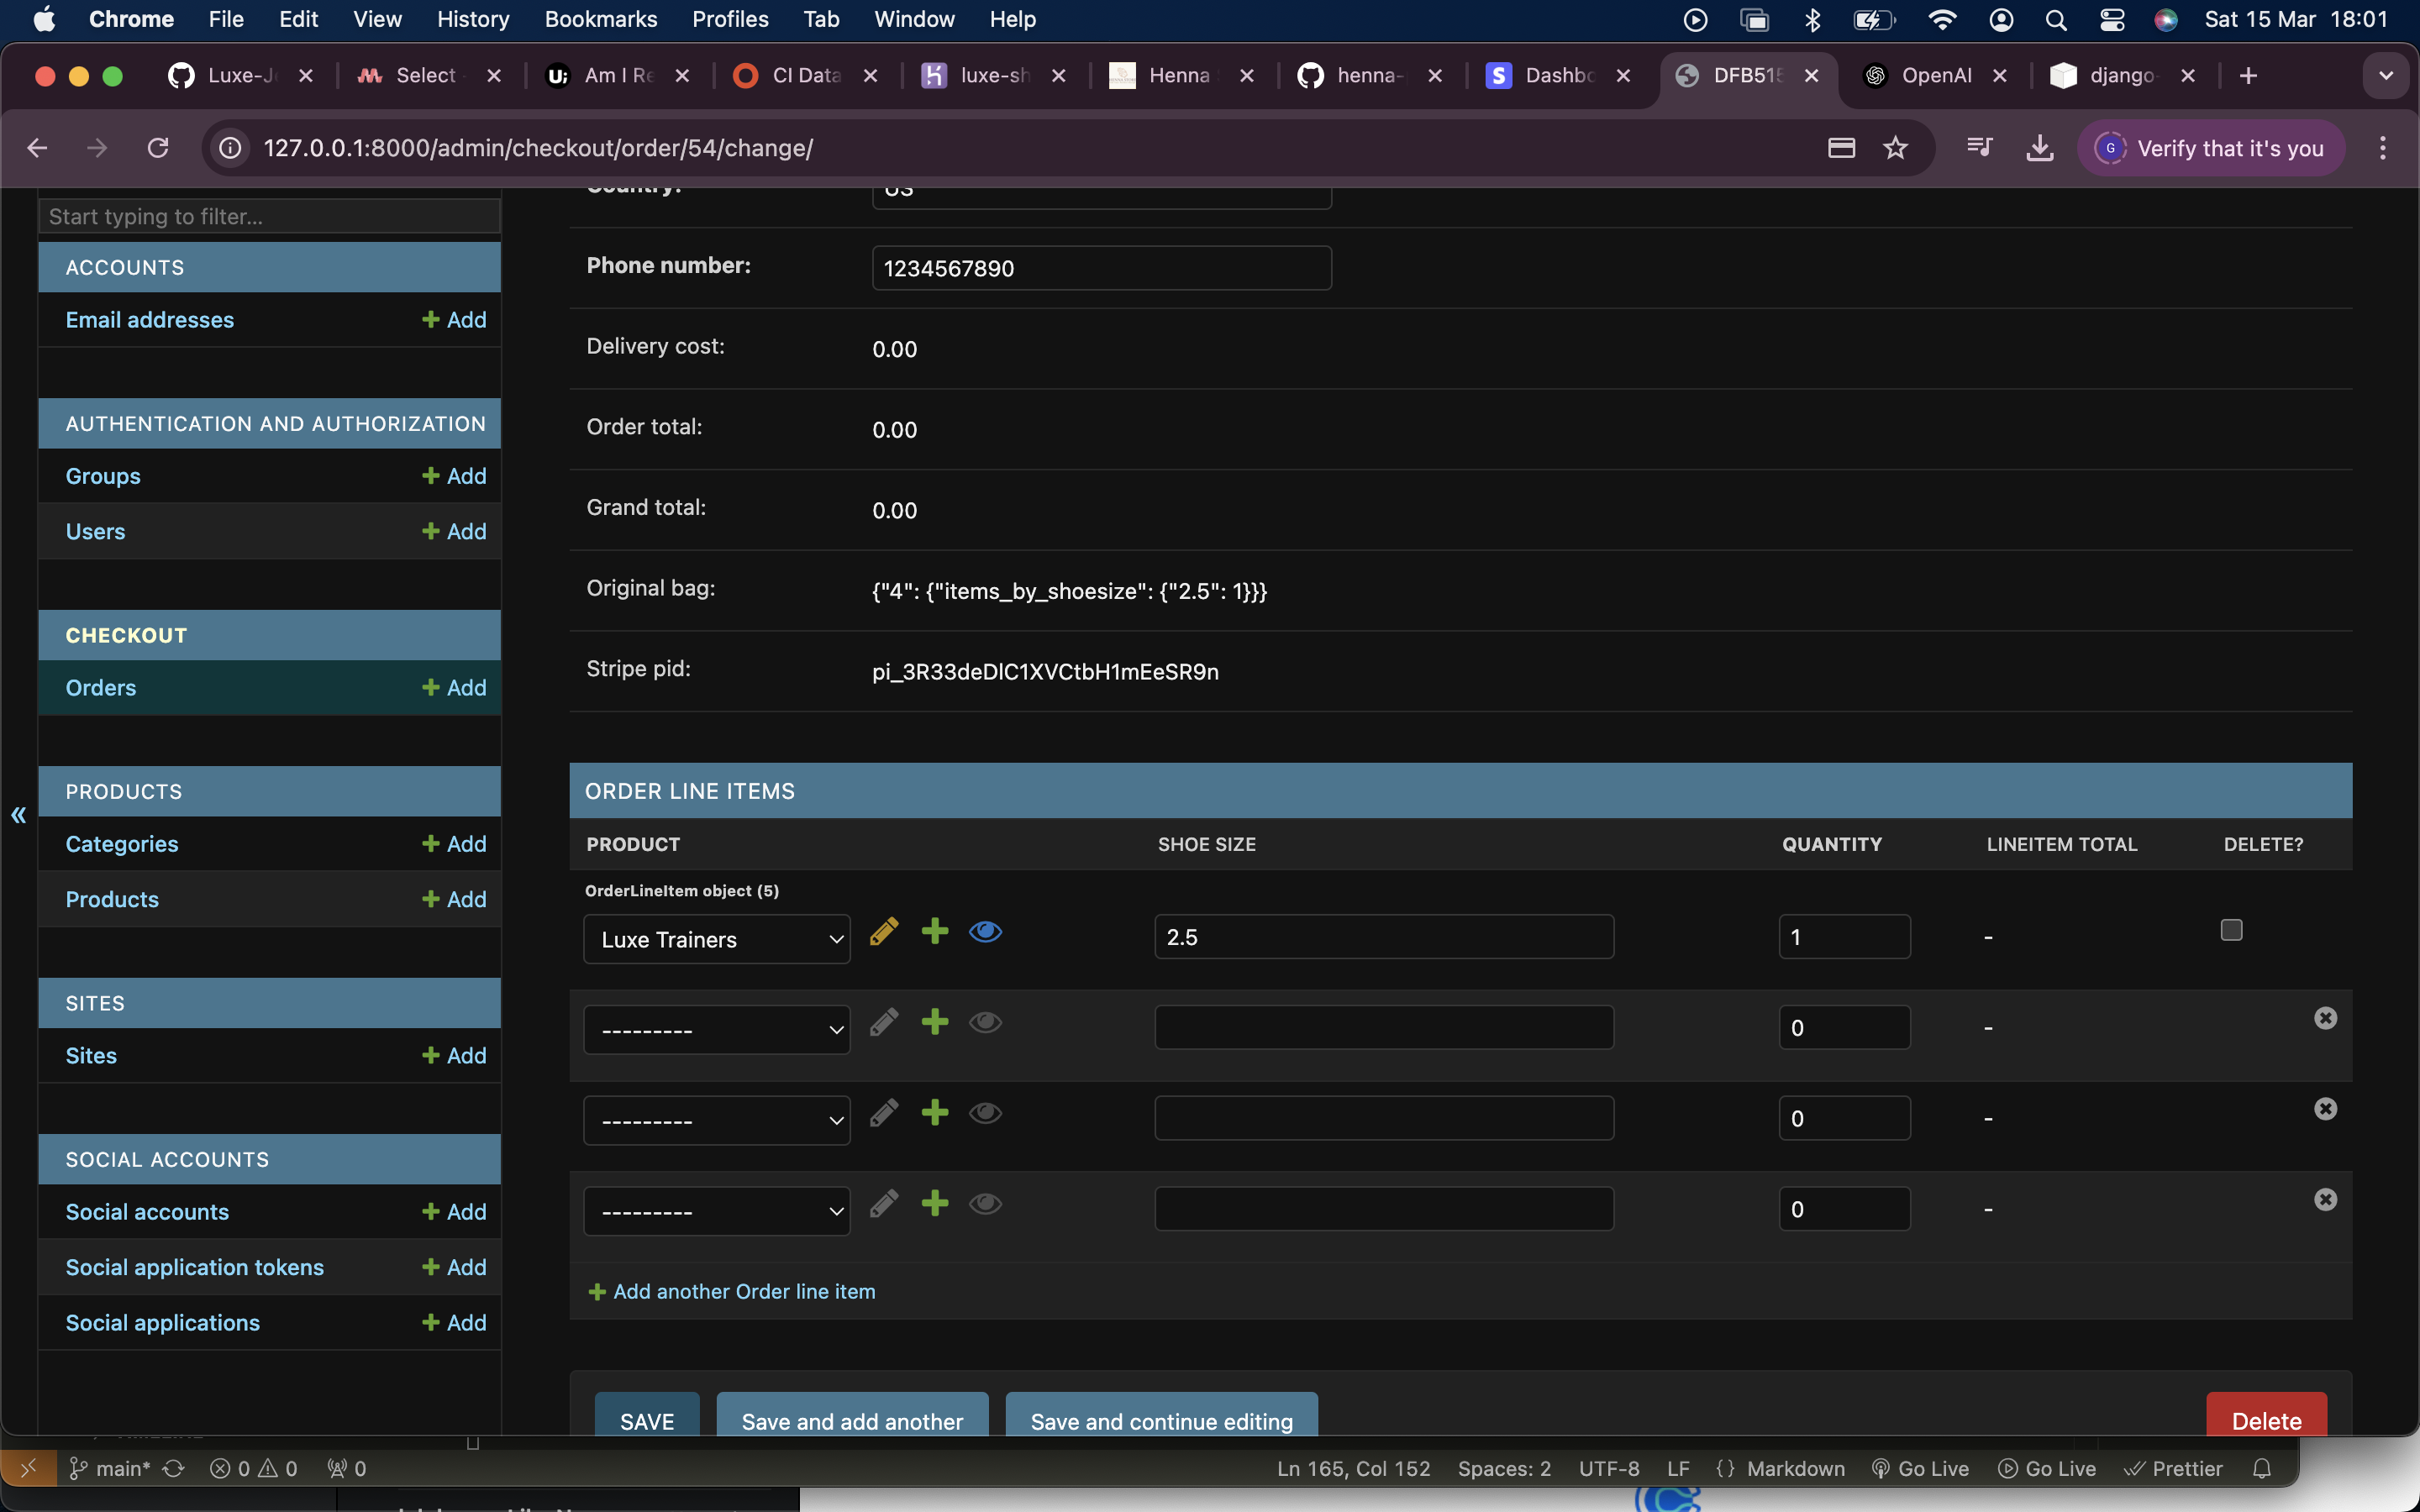 Chrome File Edit View History Bookmarks Profiles Tab Window Help Sat 15 Mar 18:01
Luxe-J Select Am I Re CI Data luxe-sh Henna henna- Dashbo DFB515 OpenAI django-
127.0.0.1:8000/admin/checkout/order/54/change/ Verify that it's you
Start typing to filter...
ACCOUNTS
Email addresses Add
AUTHENTICATION AND AUTHORIZATION
Groups Add
Users Add
CHECKOUT
Orders Add
PRODUCTS
Categories Add
Products Add
SITES
Sites Add
SOCIAL ACCOUNTS
Social accounts Add
Social application tokens Add
Social applications Add
«
Country: US
Phone number: 1234567890
Delivery cost: 0.00
Order total: 0.00
Grand total: 0.00
Original bag: {"4": {"items_by_shoesize": {"2.5": 1}}}
Stripe pid: pi_3R33deDIC1XVCtbH1mEeSR9n
ORDER LINE ITEMS
PRODUCT SHOE SIZE QUANTITY LINEITEM TOTAL DELETE?
OrderLineItem object (5)
Luxe Trainers 2.5 1 -
--------- 0 -
--------- 0 -
--------- 0 -
Add another Order line item
SAVE Save and add another Save and continue editing Delete
main* 0 0 0 Ln 165, Col 152 Spaces: 2 UTF-8 LF {} Markdown Go Live Go Live Prettier